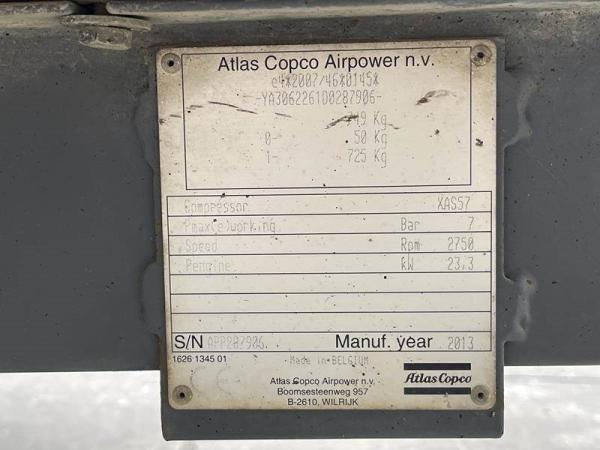 Atlas Copco Airpower n.v.
e4*2007/46*0145*
-YA3062261D0287906-
749 Kg
0- 50 Kg
1- 725 Kg
Compressor XAS57
Pmax(e)working Bar 7
Speed Rpm 2750
Pengine kW 23,3
S/N APP287906 Manuf. year 2013
1626 1345 01
Made in BELGIUM
CE
Atlas Copco Airpower n.v.
Boomsesteenweg 957
B-2610, WILRIJK
Atlas Copco